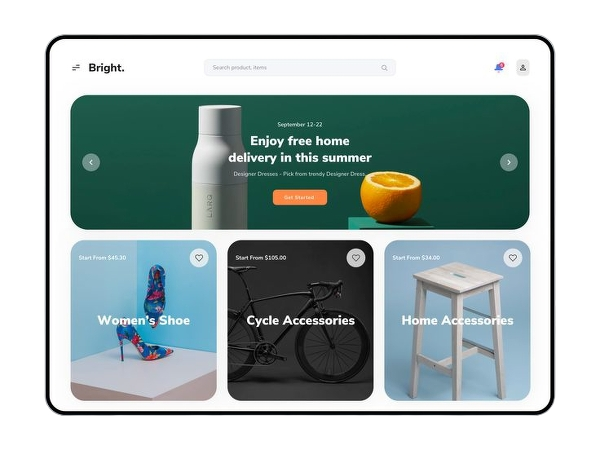 Bright.
Search product, items
September 12-22
Enjoy free home
delivery in this summer
Designer Dresses - Pick from trendy Designer Dress.
Get Started
LARQ
Start From $45.30
Women's Shoe
Start From $105.00
Cycle Accessories
Start From $34.00
Home Accessories